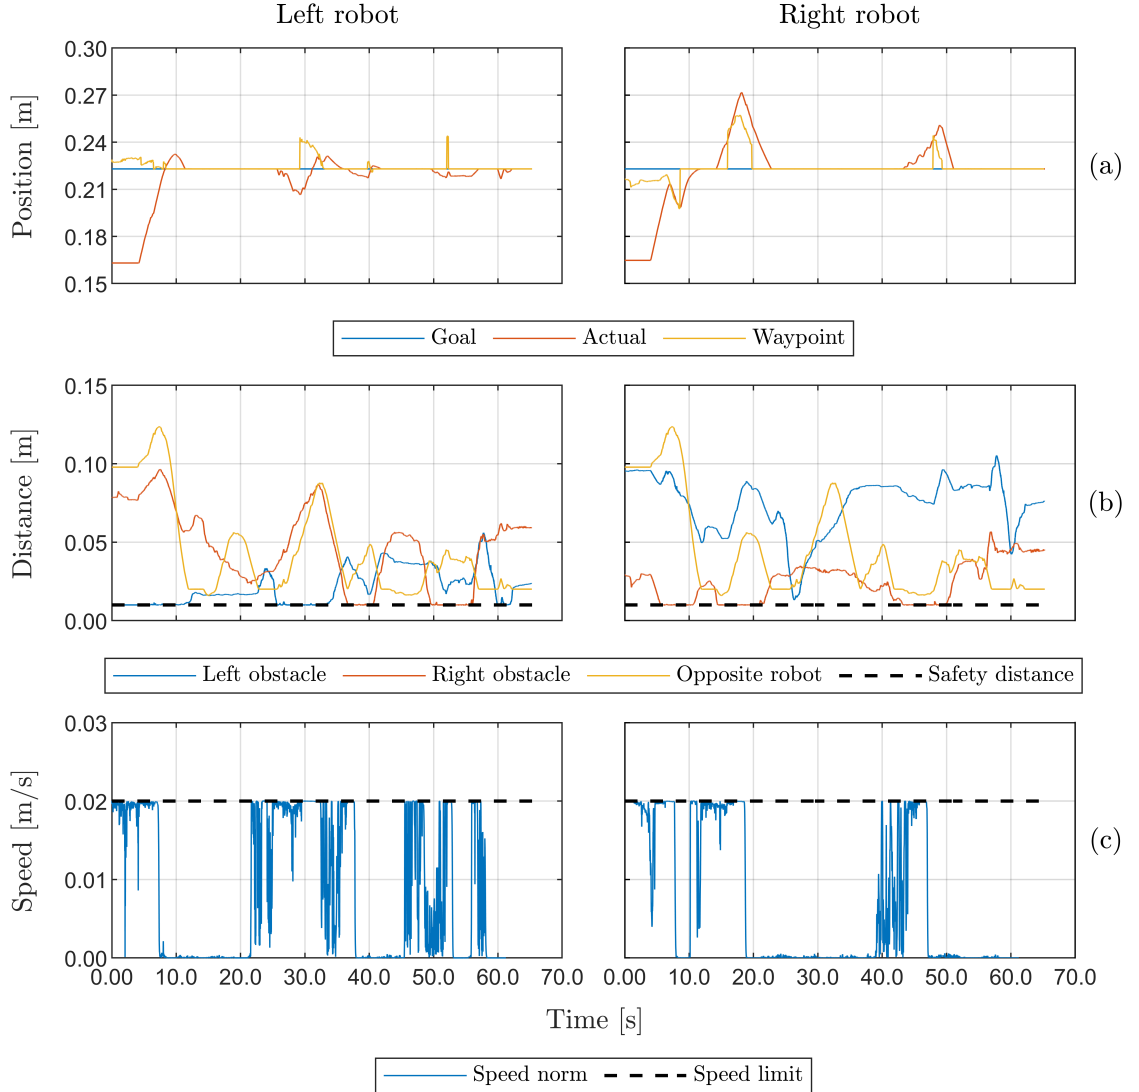 Left robot
Right robot
Position [m]
0.30
0.27
0.24
0.21
0.18
0.15
(a)
Goal Actual Waypoint
Distance [m]
0.15
0.10
0.05
0.00
(b)
Left obstacle Right obstacle Opposite robot Safety distance
Speed [m/s]
0.03
0.02
0.01
0.00
(c)
0.00 10.0 20.0 30.0 40.0 50.0 60.0 70.0
0.00 10.0 20.0 30.0 40.0 50.0 60.0 70.0
Time [s]
Speed norm Speed limit